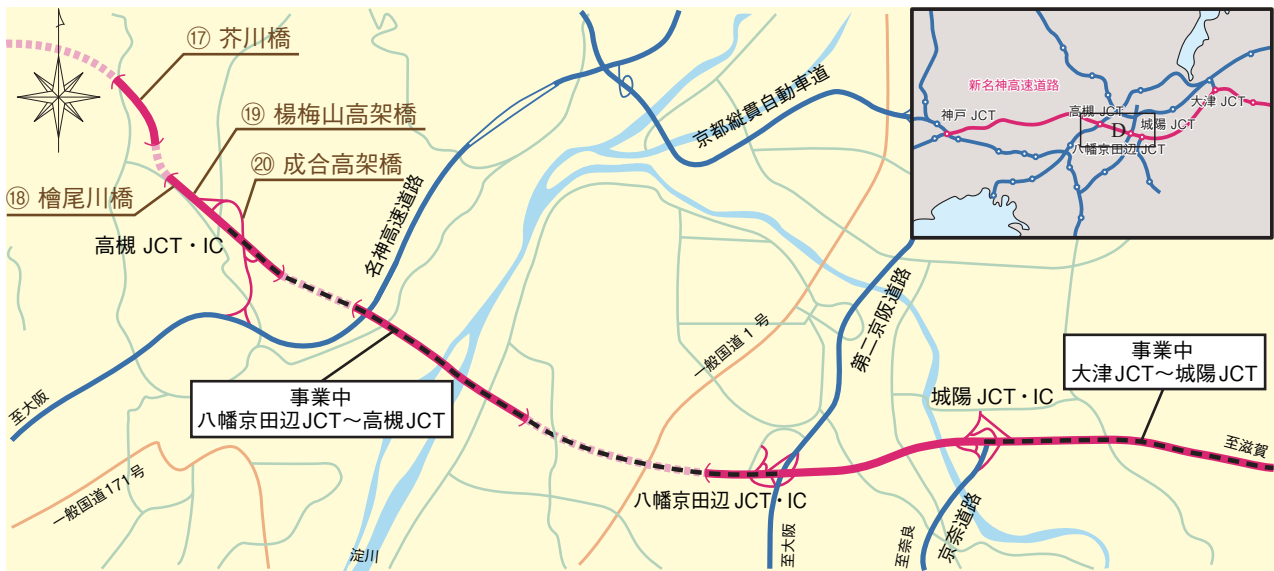 ⑰ 芥川橋
⑲ 楊梅山高架橋
⑳ 成合高架橋
⑱ 檜尾川橋
高槻 JCT・IC
名神高速道路
京都縦貫自動車道
新名神高速道路
神戸 JCT
高槻 JCT
大津 JCT
D
城陽 JCT
八幡京田辺 JCT
第二京阪道路
一般国道 1 号
事業中
大津JCT～城陽JCT
城陽 JCT・IC
事業中
八幡京田辺JCT～高槻JCT
至大阪
至滋賀
一般国道171号
八幡京田辺 JCT・IC
淀川
至大阪
至奈良
京奈道路